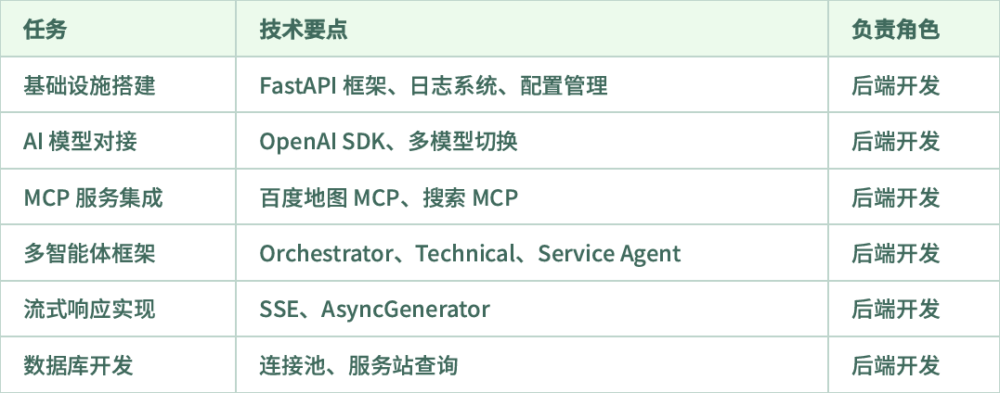 任务 技术要点 负责角色
基础设施搭建 FastAPI 框架、日志系统、配置管理 后端开发
AI 模型对接 OpenAI SDK、多模型切换 后端开发
MCP 服务集成 百度地图 MCP、搜索 MCP 后端开发
多智能体框架 Orchestrator、Technical、Service Agent 后端开发
流式响应实现 SSE、AsyncGenerator 后端开发
数据库开发 连接池、服务站查询 后端开发